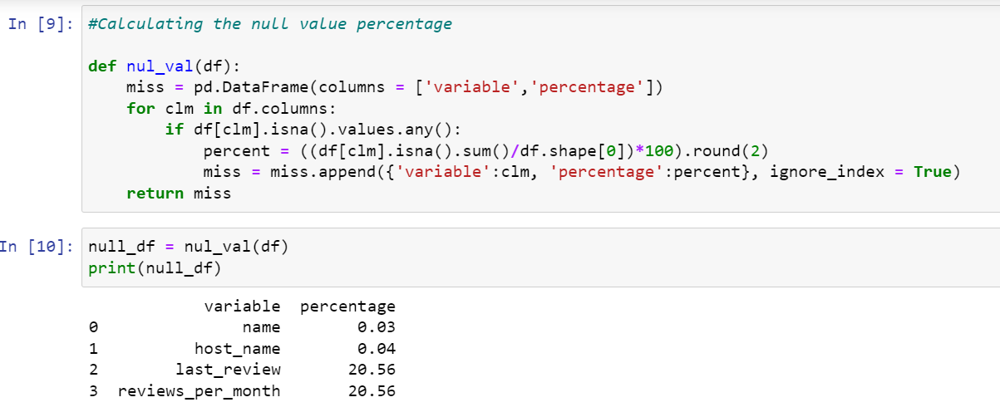 In [9]: #Calculating the null value percentage
def nul_val(df):
    miss = pd.DataFrame(columns = ['variable','percentage'])
    for clm in df.columns:
        if df[clm].isna().values.any():
            percent = ((df[clm].isna().sum()/df.shape[0])*100).round(2)
            miss = miss.append({'variable':clm, 'percentage':percent}, ignore_index = True)
    return miss
In [10]: null_df = nul_val(df)
print(null_df)
variable percentage
0 name 0.03
1 host_name 0.04
2 last_review 20.56
3 reviews_per_month 20.56